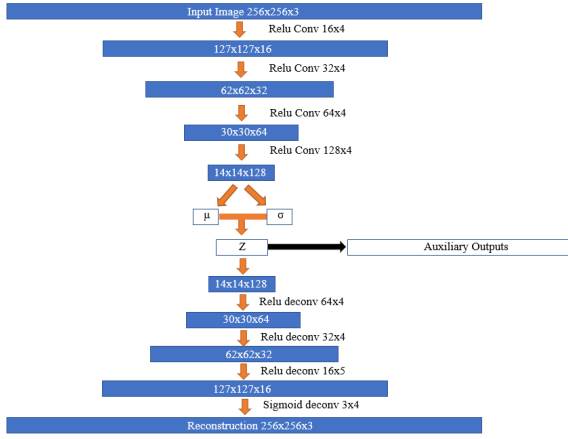 Input Image 256x256x3
Relu Conv 16x4
127x127x16
Relu Conv 32x4
62x62x32
Relu Conv 64x4
30x30x64
Relu Conv 128x4
14x14x128
μ
σ
Z
Auxiliary Outputs
14x14x128
Relu deconv 64x4
30x30x64
Relu deconv 32x4
62x62x32
Relu deconv 16x5
127x127x16
Sigmoid deconv 3x4
Reconstruction 256x256x3